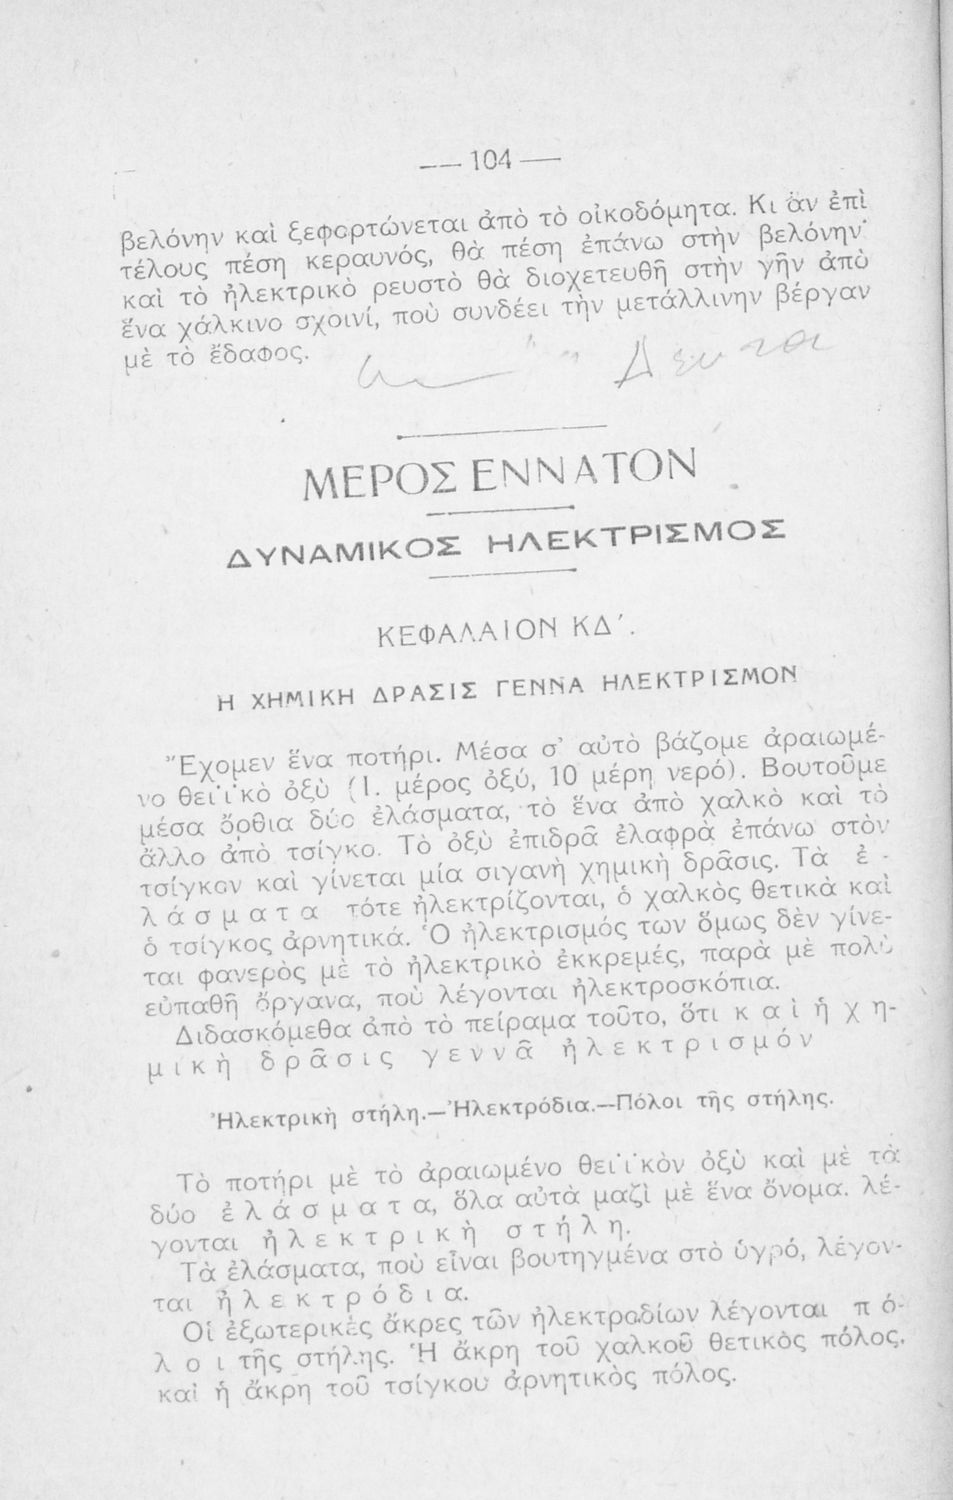 — 104 —
βελόνην καὶ ξεφορτώνεται ἀπὸ τὸ οἰκοδόμητα. Κι ἂν ἐπὶ
τέλους πέσῃ κεραυνός, θὰ πέσῃ ἐπάνω στὴν βελόνην·
καὶ τὸ ἠλεκτρικὸ ρευστὸ θὰ διοχετευθῇ στὴν γῆν ἀπὸ
ἕνα χάλκινο σχοινί, ποὺ συνδέει τὴν μετάλλινην βέργαν
μὲ τὸ ἔδαφος.
ΜΕΡΟΣ ΕΝΝΑΤΟΝ
ΔΥΝΑΜΙΚΟΣ ΗΛΕΚΤΡΙΣΜΟΣ
ΚΕΦΑΛΑΙΟΝ ΚΔ΄.
Η ΧΗΜΙΚΗ ΔΡΑΣΙΣ ΓΕΝΝΑ ΗΛΕΚΤΡΙΣΜΟΝ
Ἔχομεν ἕνα ποτήρι. Μέσα σ᾿ αὐτὸ βάζομε ἀραιωμέ-
νο θειϊκὸ ὀξὺ (1. μέρος ὀξύ, 10 μέρη νερό). Βουτοῦμε
μέσα ὄρθια δύο ἐλάσματα, τὸ ἕνα ἀπὸ χαλκὸ καὶ τὸ
ἄλλο ἀπὸ τσίγκο. Τὸ ὀξὺ ἐπιδρᾶ ἐλαφρὰ ἐπάνω στὸν
τσίγκον καὶ γίνεται μία σιγανὴ χημικὴ δρᾶσις. Τὰ ἐ-
λάσματα τότε ἠλεκτρίζονται, ὁ χαλκὸς θετικὰ καὶ
ὁ τσίγκος ἀρνητικά. Ὁ ἠλεκτρισμός των ὅμως δὲν γίνε-
ται φανερὸς μὲ τὸ ἠλεκτρικὸ ἐκκρεμές, παρὰ μὲ πολὺ
εὐπαθῆ ὄργανα, ποὺ λέγονται ἠλεκτροσκόπια.
Διδασκόμεθα ἀπὸ τὸ πείραμα τοῦτο, ὅτι καὶ ἡ χη-
μικὴ δρᾶσις γεννᾶ ἠλεκτρισμόν
Ἠλεκτρικὴ στήλη.—Ἠλεκτρόδια.—Πόλοι τῆς στήλης.
Τὸ ποτήρι μὲ τὸ ἀραιωμένο θειϊκὸν ὀξὺ καὶ μὲ τὰ
δύο ἐλάσματα, ὅλα αὐτὰ μαζὶ μὲ ἕνα ὄνομα. λέ-
γονται ἠλεκτρικὴ στήλη.
Τὰ ἐλάσματα, ποὺ εἶναι βουτηγμένα στὸ ὑγρό, λέγον-
ται ἠλεκτρόδια.
Οἱ ἐξωτερικὲς ἄκρες τῶν ἠλεκτροδίων λέγονται πό-
λοι τῆς στήλης. Ἡ ἄκρη τοῦ χαλκοῦ θετικὸς πόλος,
καὶ ἡ ἄκρη τοῦ τσίγκου ἀρνητικὸς πόλος.